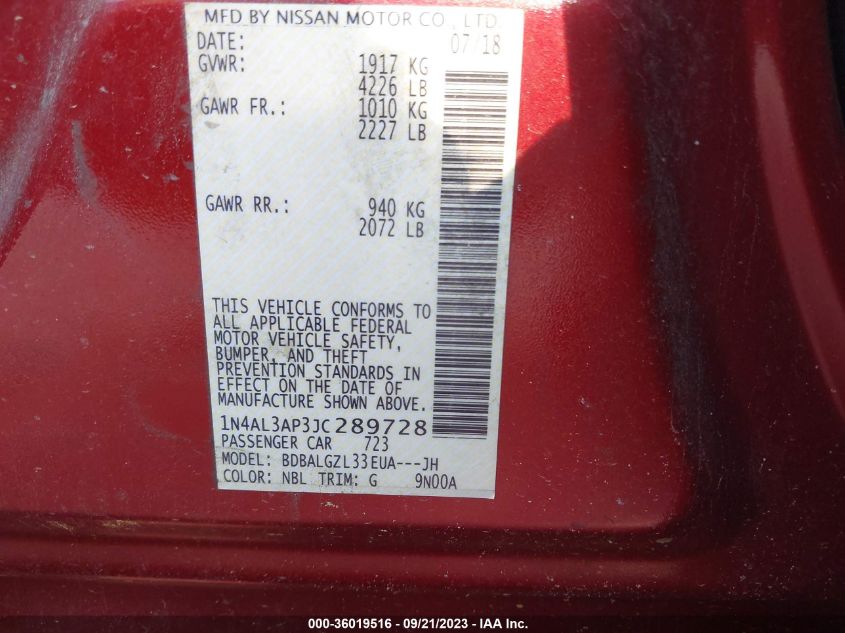 MFD BY NISSAN MOTOR CO., LTD.
DATE: 07/18
GVWR: 1917 KG
4226 LB
GAWR FR.: 1010 KG
2227 LB
GAWR RR.: 940 KG
2072 LB
THIS VEHICLE CONFORMS TO
ALL APPLICABLE FEDERAL
MOTOR VEHICLE SAFETY,
BUMPER, AND THEFT
PREVENTION STANDARDS IN
EFFECT ON THE DATE OF
MANUFACTURE SHOWN ABOVE.
1N4AL3AP3JC289728
PASSENGER CAR 723
MODEL: BDBALGZL33EUA---JH
COLOR: NBL TRIM: G 9N00A
000-36019516 - 09/21/2023 - IAA Inc.